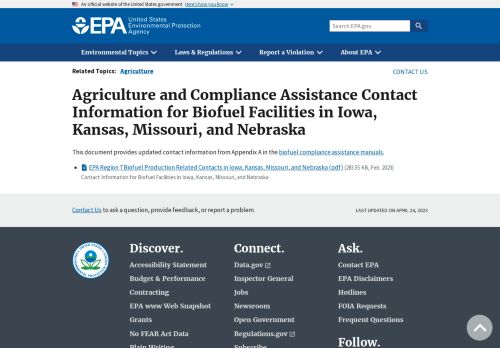 An official website of the United States government Here's how you know
EPA United States
Environmental Protection
Agency
Search EPA.gov
Environmental Topics Laws & Regulations Report a Violation About EPA
Related Topics: Agriculture
CONTACT US
Agriculture and Compliance Assistance Contact
Information for Biofuel Facilities in Iowa,
Kansas, Missouri, and Nebraska
This document provides updated contact information from Appendix A in the biofuel compliance assistance manuals.
EPA Region 7 Biofuel Production Related Contacts in Iowa, Kansas, Missouri, and Nebraska (pdf) (283.55 KB, Feb. 2023)
Contact Information for Biofuel Facilities in Iowa, Kansas, Missouri, and Nebraska
Contact Us to ask a question, provide feedback, or report a problem.
LAST UPDATED ON APRIL 24, 2023
Discover.
Accessibility Statement
Budget & Performance
Contracting
EPA www Web Snapshot
Grants
No FEAR Act Data
Plain Writing
Connect.
Data.gov
Inspector General
Jobs
Newsroom
Open Government
Regulations.gov
Subscribe
Ask.
Contact EPA
EPA Disclaimers
Hotlines
FOIA Requests
Frequent Questions
Follow.